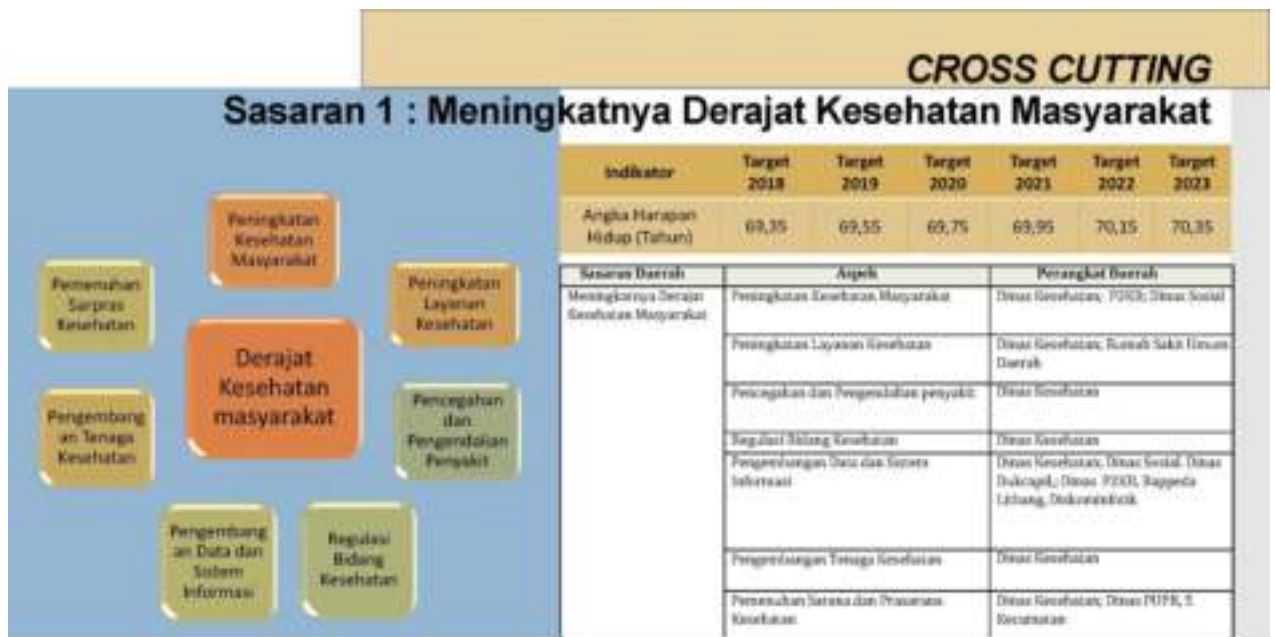 CROSS CUTTING
Sasaran 1 : Meningkatnya Derajat Kesehatan Masyarakat
Peningkatan
Kesehatan
Masyarakat
Pemenuhan
Sarpras
Kesehatan
Peningkatan
Layanan
Kesehatan
Derajat
Kesehatan
masyarakat
Pengembang
an Tenaga
Kesehatan
Pencegahan
dan
Pengendalian
Penyakit
Pengembang
an Data dan
Sistem
Informasi
Regulasi
Bidang
Kesehatan
Indikator Target 2018 Target 2019 Target 2020 Target 2021 Target 2022 Target 2023
Angka Harapan Hidup (Tahun) 69,35 69,55 69,75 69,95 70,15 70,35
Sasaran Daerah Aspek Perangkat Daerah
Meningkatnya Derajat
Kesehatan Masyarakat
Peningkatan Kesehatan Masyarakat
Dinas Kesehatan; Dinas Sosial
Peningkatan Layanan Kesehatan
Dinas Kesehatan; Rumah Sakit Umum
Daerah
Pencegahan dan Pengendalian penyakit
Dinas Kesehatan
Regulasi Bidang Kesehatan
Dinas Kesehatan
Pengembangan Data dan Sistem
Informasi
Dinas Kesehatan, Dinas Sosial, Dinas
Dukcapil, Dinas Bappeda
Litbang, Diskominfotik
Pengembangan Tenaga Kesehatan
Dinas Kesehatan
Pemenuhan Sarana dan Prasarana
Kesehatan
Dinas Kesehatan; Dinas PUPR, 5
Kecamatan